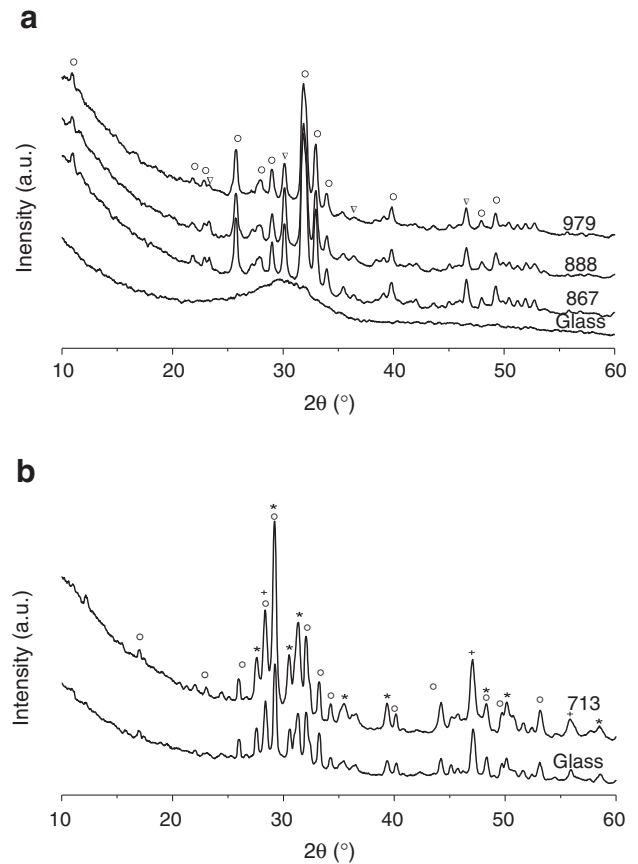 a
Inensity (a.u.)
979
888
867
Glass
10 20 30 40 50 60
2θ (°)
b
Intensity (a.u.)
713
Glass
10 20 30 40 50 60
2θ (°)